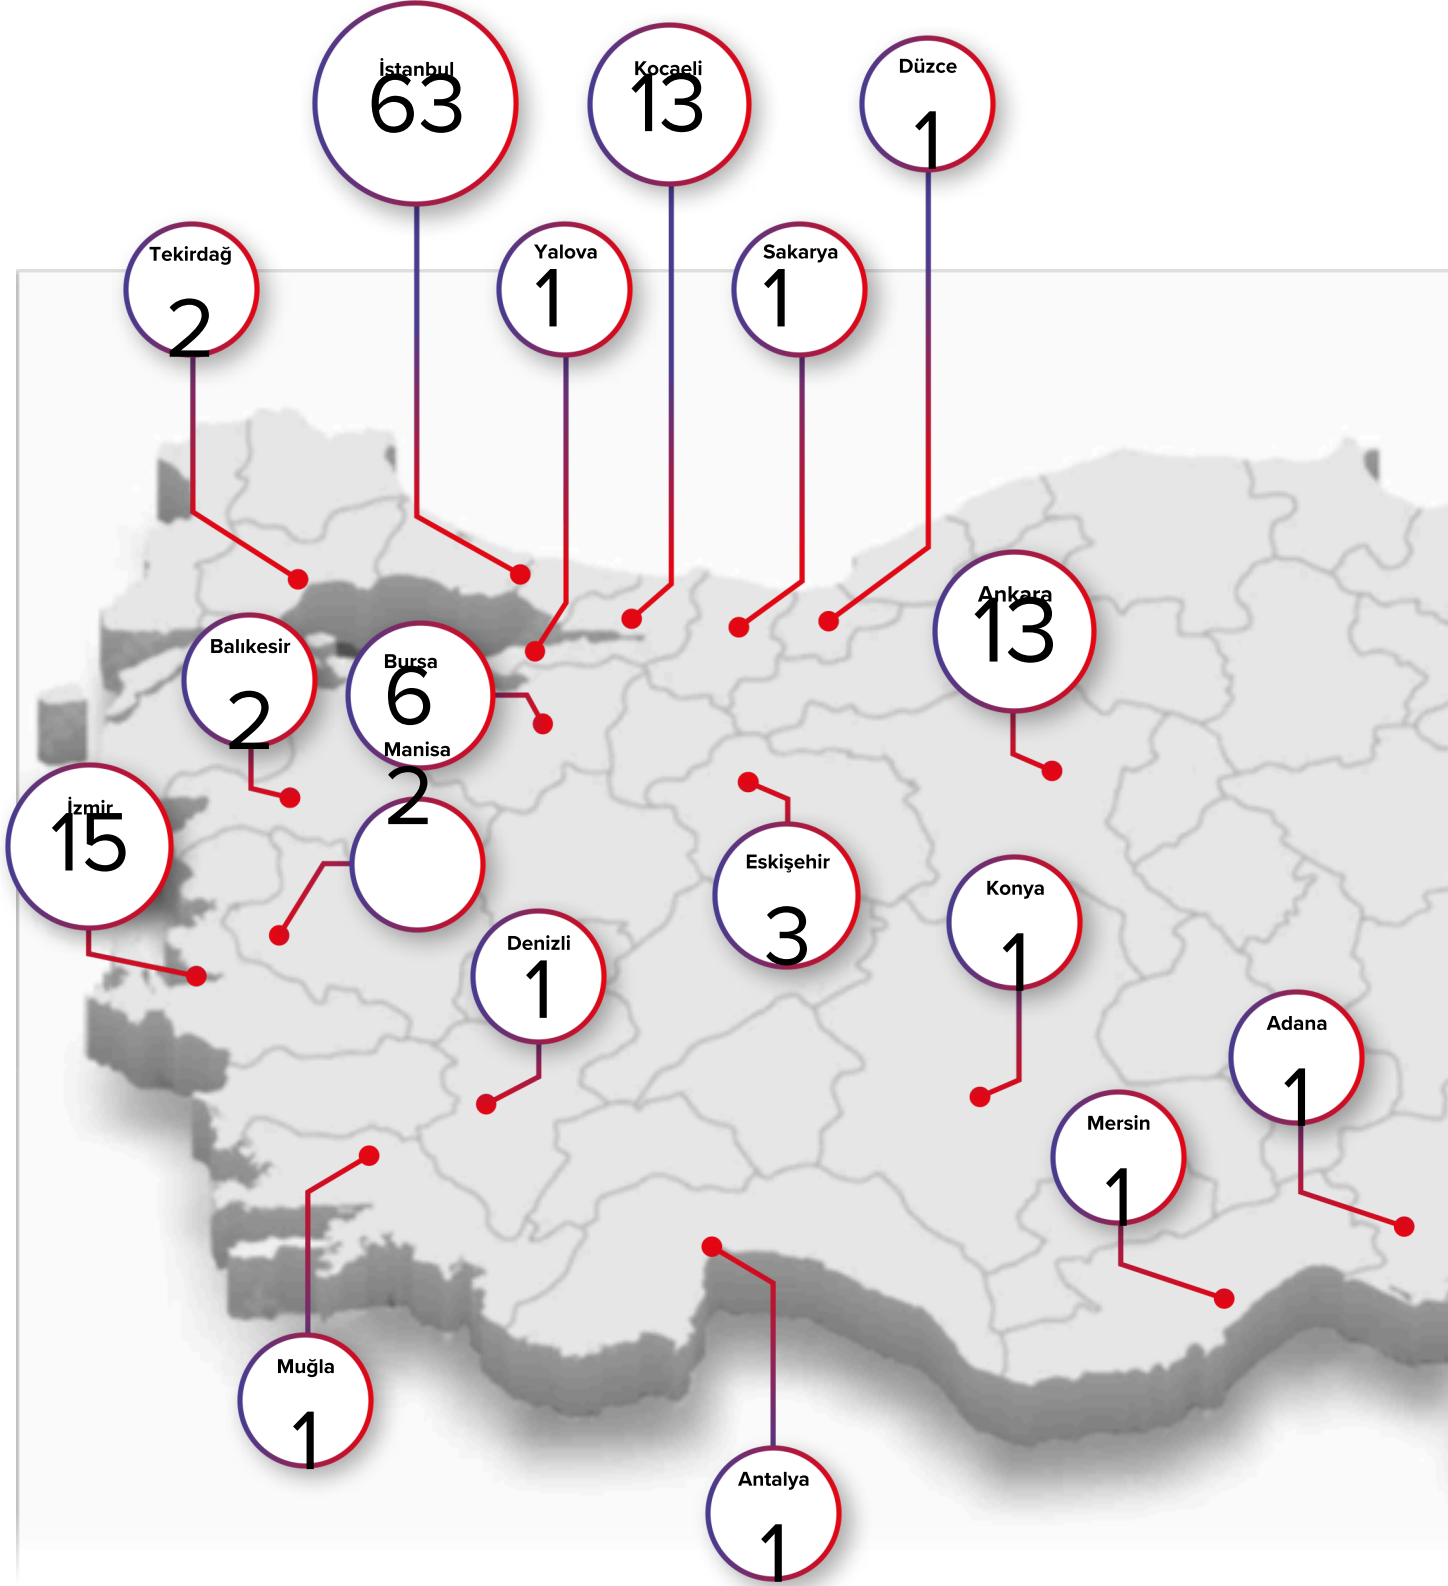 İstanbul
63
Kocaeli
13
Düzce
1
Tekirdağ
2
Yalova
1
Sakarya
1
Ankara
13
Balıkesir
2
Bursa
6
Manisa
2
İzmir
15
Eskişehir
3
Konya
1
Denizli
1
Adana
1
Mersin
1
Muğla
1
Antalya
1